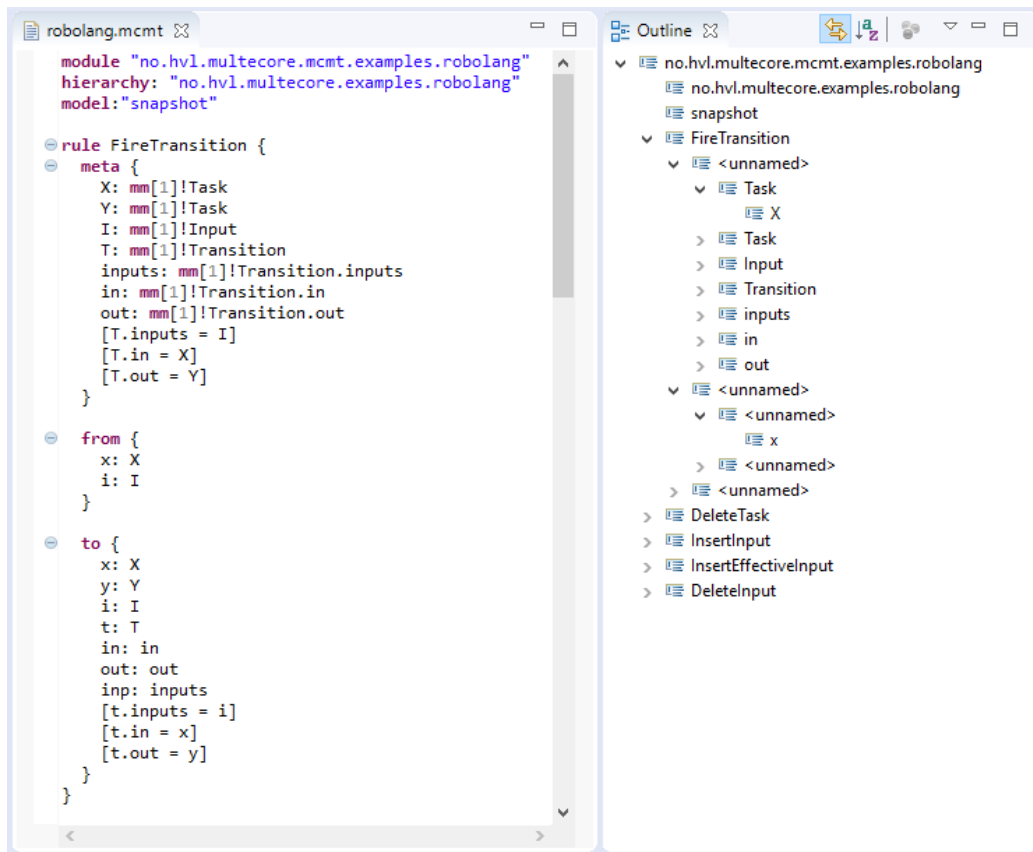 robolang.mcmt
module "no.hvl.multecore.mcmt.examples.robolang"
hierarchy: "no.hvl.multecore.examples.robolang"
model:"snapshot"
rule FireTransition {
meta {
X: mm[1]!Task
Y: mm[1]!Task
I: mm[1]!Input
T: mm[1]!Transition
inputs: mm[1]!Transition.inputs
in: mm[1]!Transition.in
out: mm[1]!Transition.out
[T.inputs = I]
[T.in = X]
[T.out = Y]
}
from {
x: X
i: I
}
to {
x: X
y: Y
i: I
t: T
in: in
out: out
inp: inputs
[t.inputs = i]
[t.in = x]
[t.out = y]
}
}
Outline
no.hvl.multecore.mcmt.examples.robolang
no.hvl.multecore.examples.robolang
snapshot
FireTransition
<unnamed>
Task
X
Task
Input
Transition
inputs
in
out
<unnamed>
<unnamed>
x
<unnamed>
<unnamed>
DeleteTask
InsertInput
InsertEffectiveInput
DeleteInput